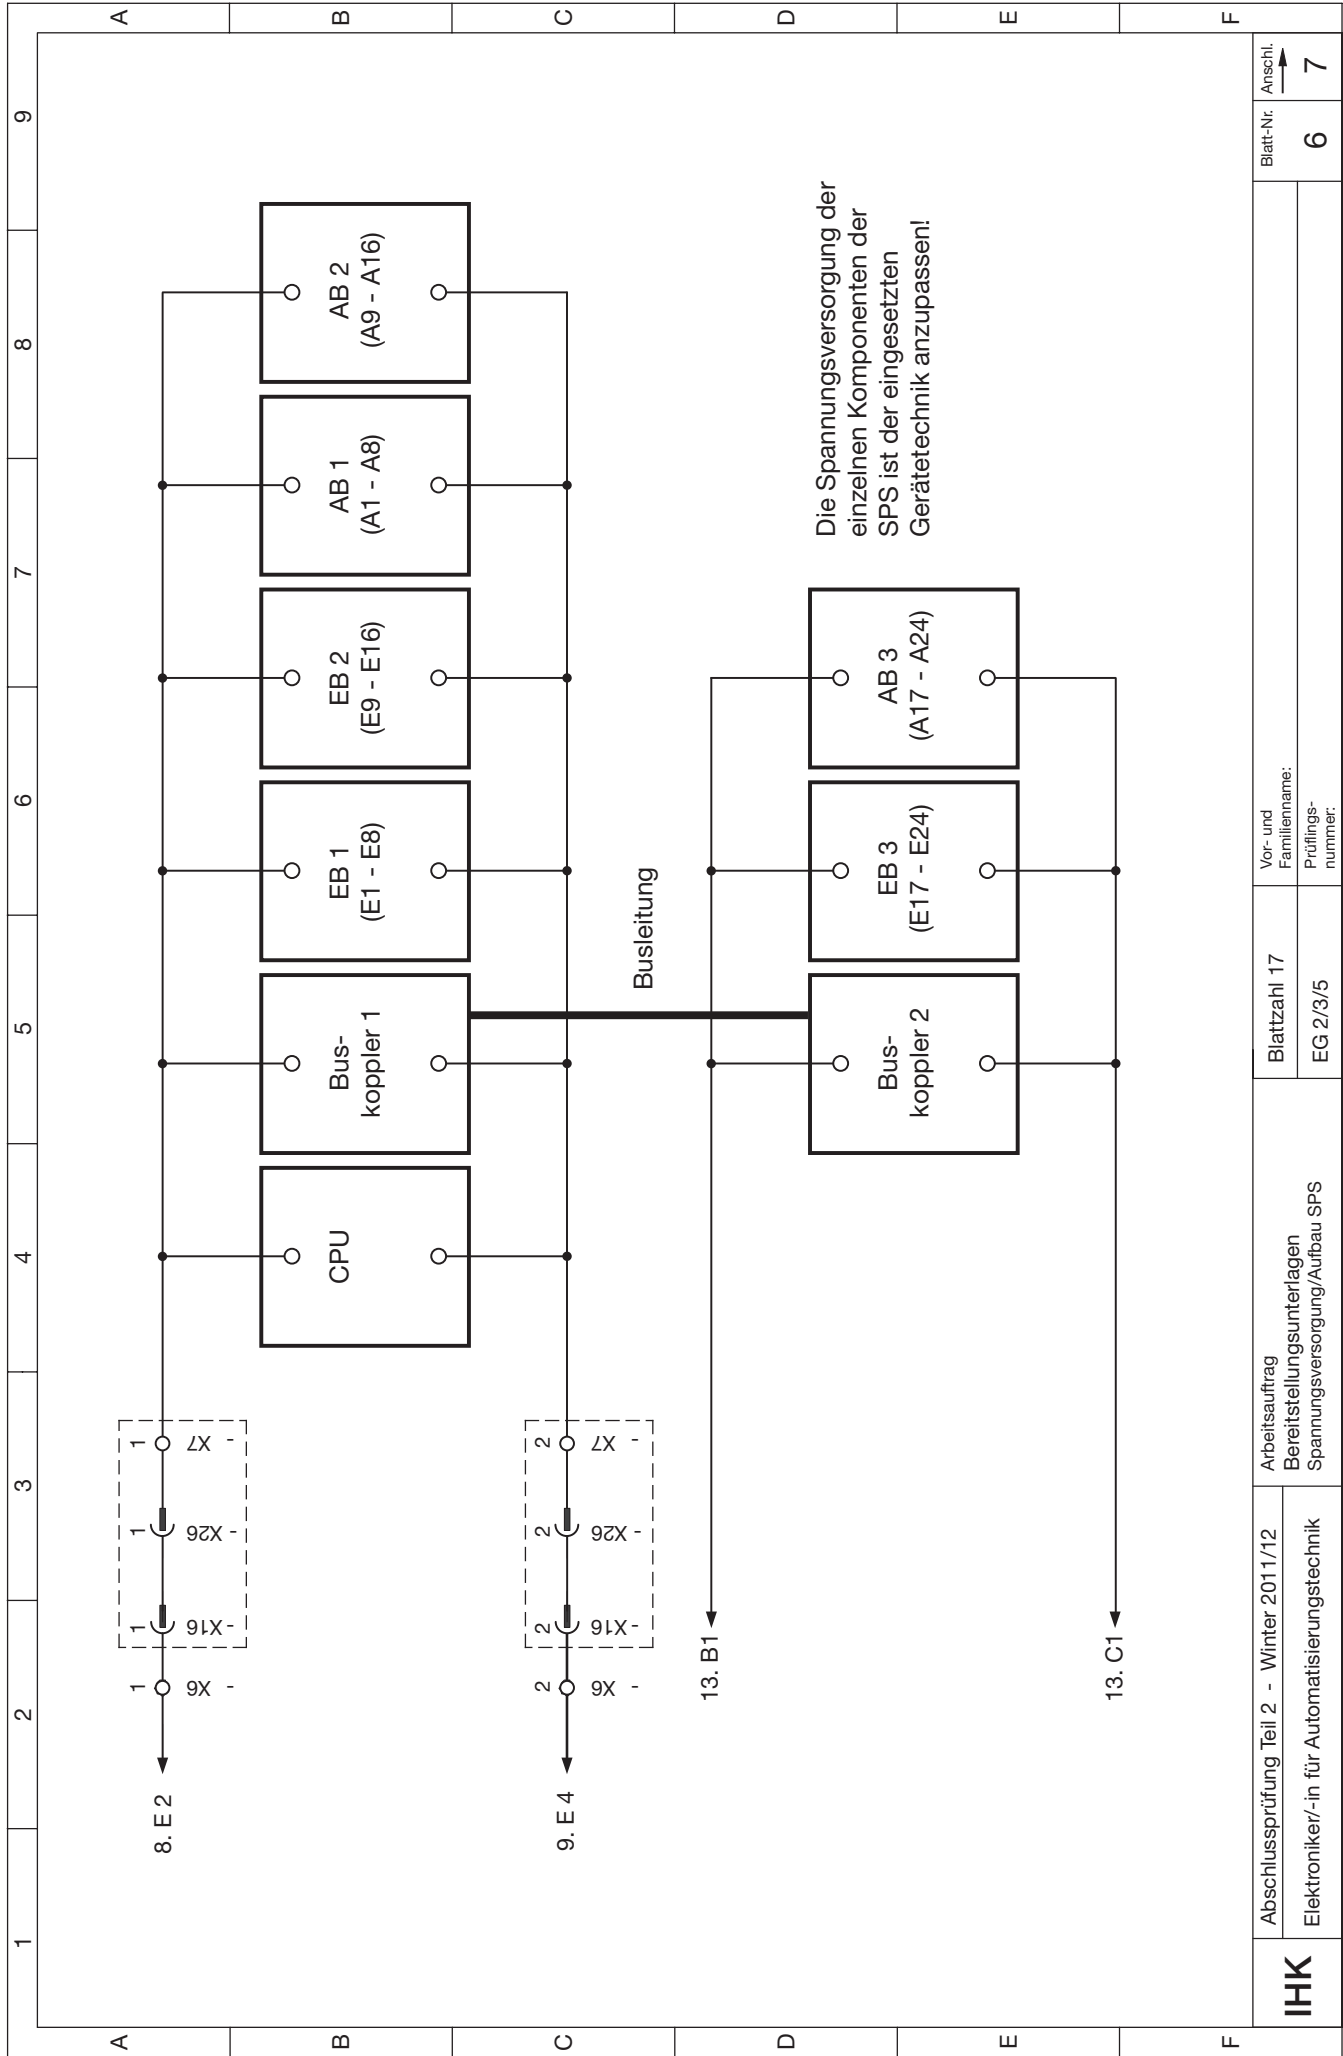 1 2 3 4 5 6 7 8 9
A A
B B
C C
D D
E E
F F
8. E 2
1 1 1 1
- X6 -X16 - X26 - X7
CPU
Bus-
koppler 1
EB 1
(E1 - E8)
EB 2
(E9 - E16)
AB 1
(A1 - A8)
AB 2
(A9 - A16)
9. E 4
2 2 2 2
- X6 -X16 - X26 - X7
Busleitung
13. B1
Bus-
koppler 2
EB 3
(E17 - E24)
AB 3
(A17 - A24)
13. C1
Die Spannungsversorgung der
einzelnen Komponenten der
SPS ist der eingesetzten
Gerätetechnik anzupassen!
IHK
Abschlussprüfung Teil 2 - Winter 2011/12
Elektroniker/-in für Automatisierungstechnik
Arbeitsauftrag
Bereitstellungsunterlagen
Spannungsversorgung/Aufbau SPS
Blattzahl 17
EG 2/3/5
Vor- und
Familienname:
Prüflings-
nummer:
Blatt-Nr.
6
Anschl.
7